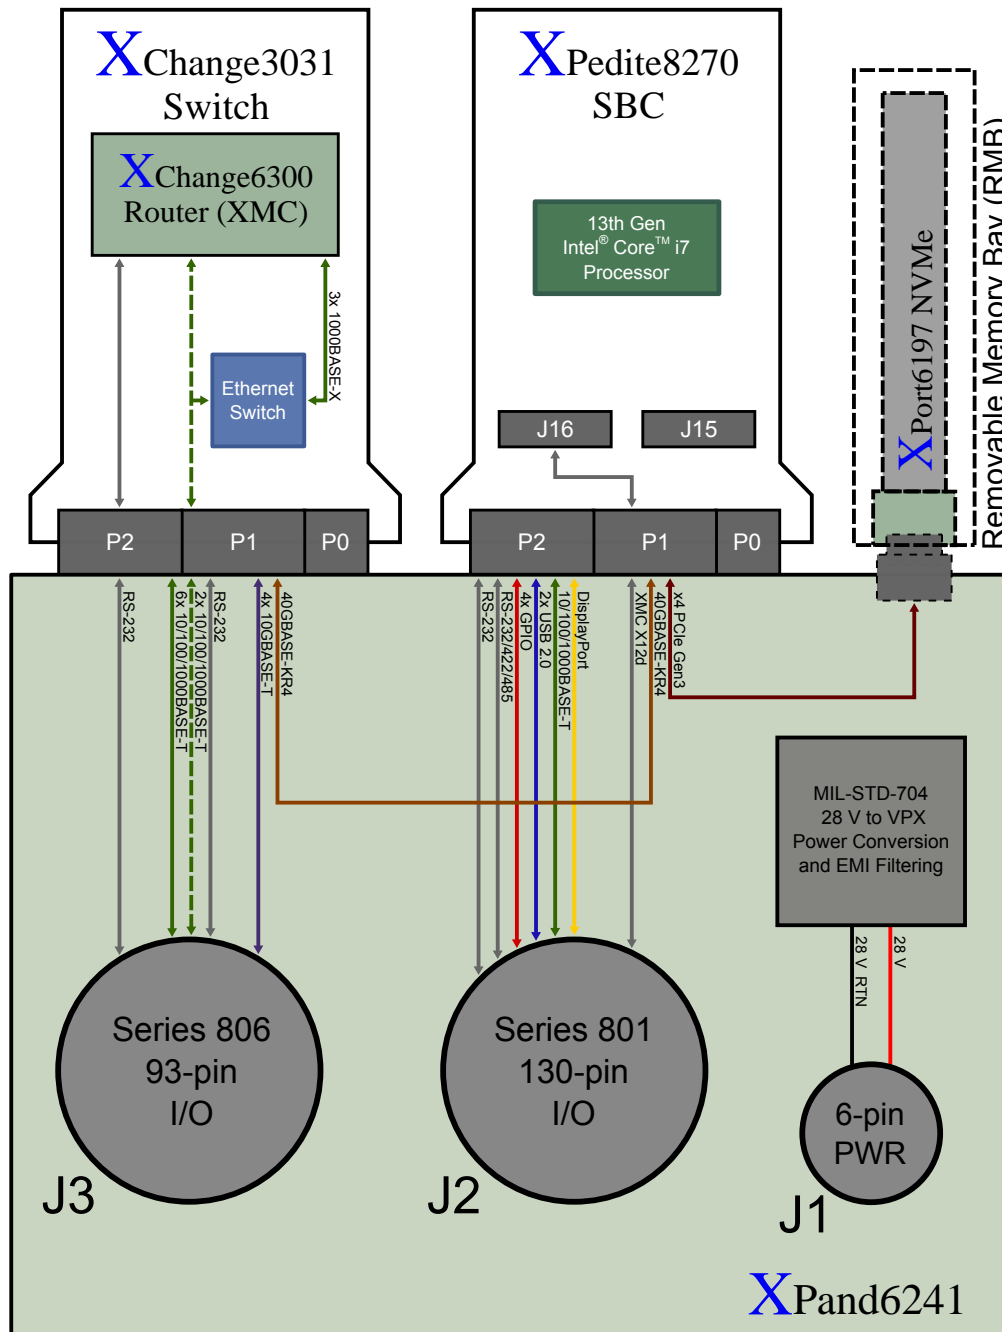 XChange3031
Switch
XChange6300
Router (XMC)
3x 1000BASE-X
Ethernet
Switch
P2
P1
P0
XPedite8270
SBC
13th Gen
Intel® Core™ i7
Processor
J16
J15
P2
P1
P0
XPort6197 NVMe
Removable Memory Bay (RMB)
RS-232
6x 10/100/1000BASE-T
2x 10/100/1000BASE-T
RS-232
4x 10GBASE-T
40GBASE-KR4
RS-232
RS-232/422/485
4x GPIO
2x USB 2.0
10/100/1000BASE-T
DisplayPort
XMC X12d
40GBASE-KR4
x4 PCIe Gen3
MIL-STD-704
28 V to VPX
Power Conversion
and EMI Filtering
28 V RTN
28 V
Series 806
93-pin
I/O
J3
Series 801
130-pin
I/O
J2
6-pin
PWR
J1
XPand6241